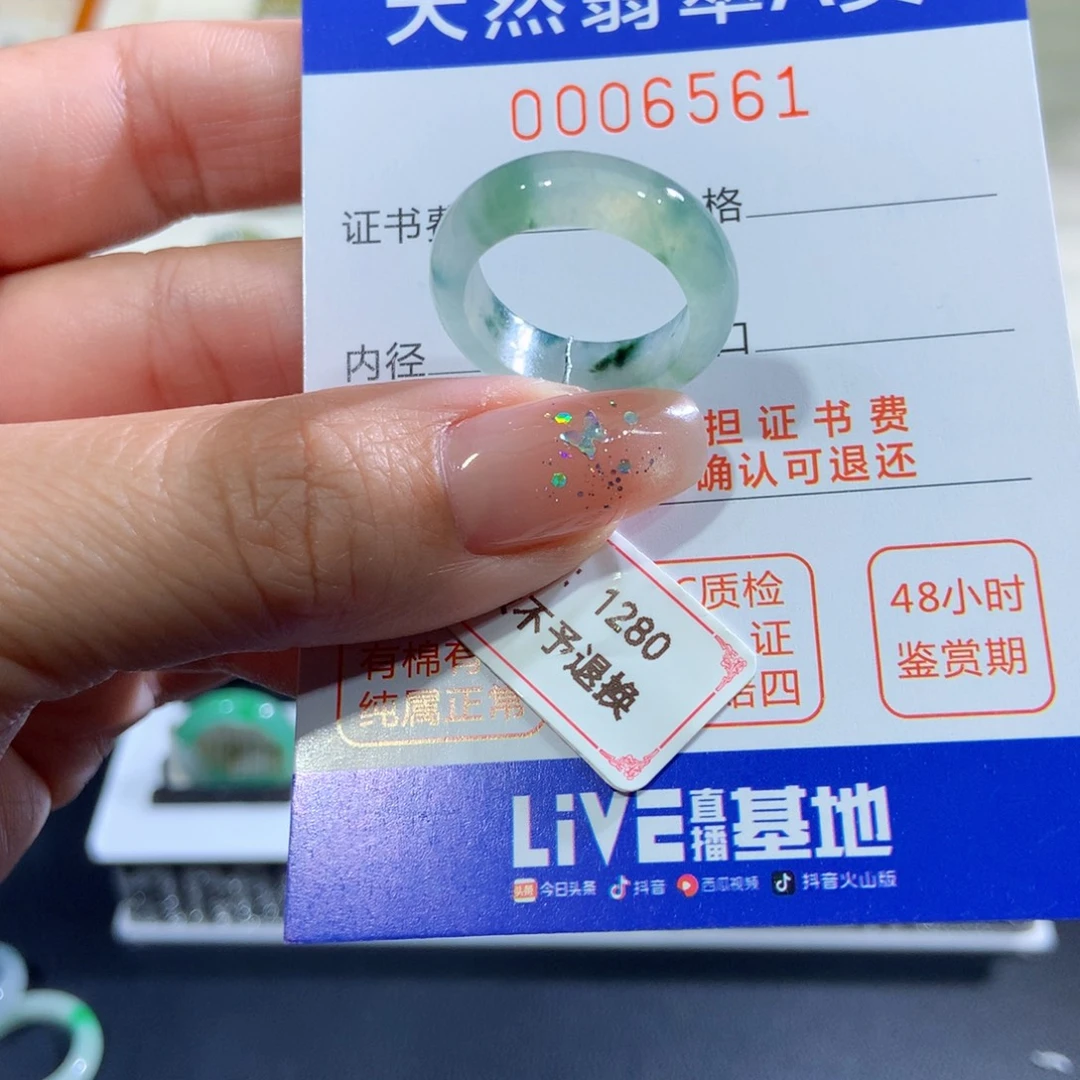 天然翡翠A货
0006561
证书费
格
内径
口
担证书费
确认可退还
质检
证
48小时
鉴赏期
1280
不予退换
有棉有
纯属正常
四
LiVE直播基地
头条 今日头条 抖音 西瓜视频 抖音火山版